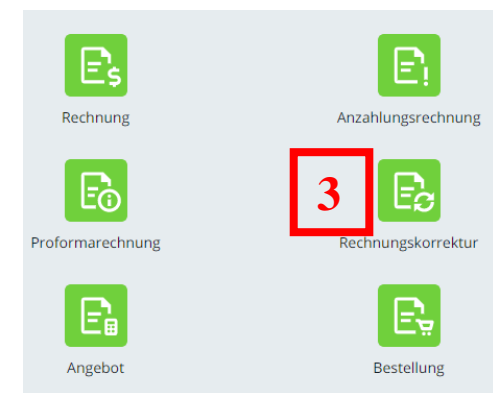 Rechnung
Anzahlungsrechnung
3
Proformarechnung
Rechnungskorrektur
Angebot
Bestellung